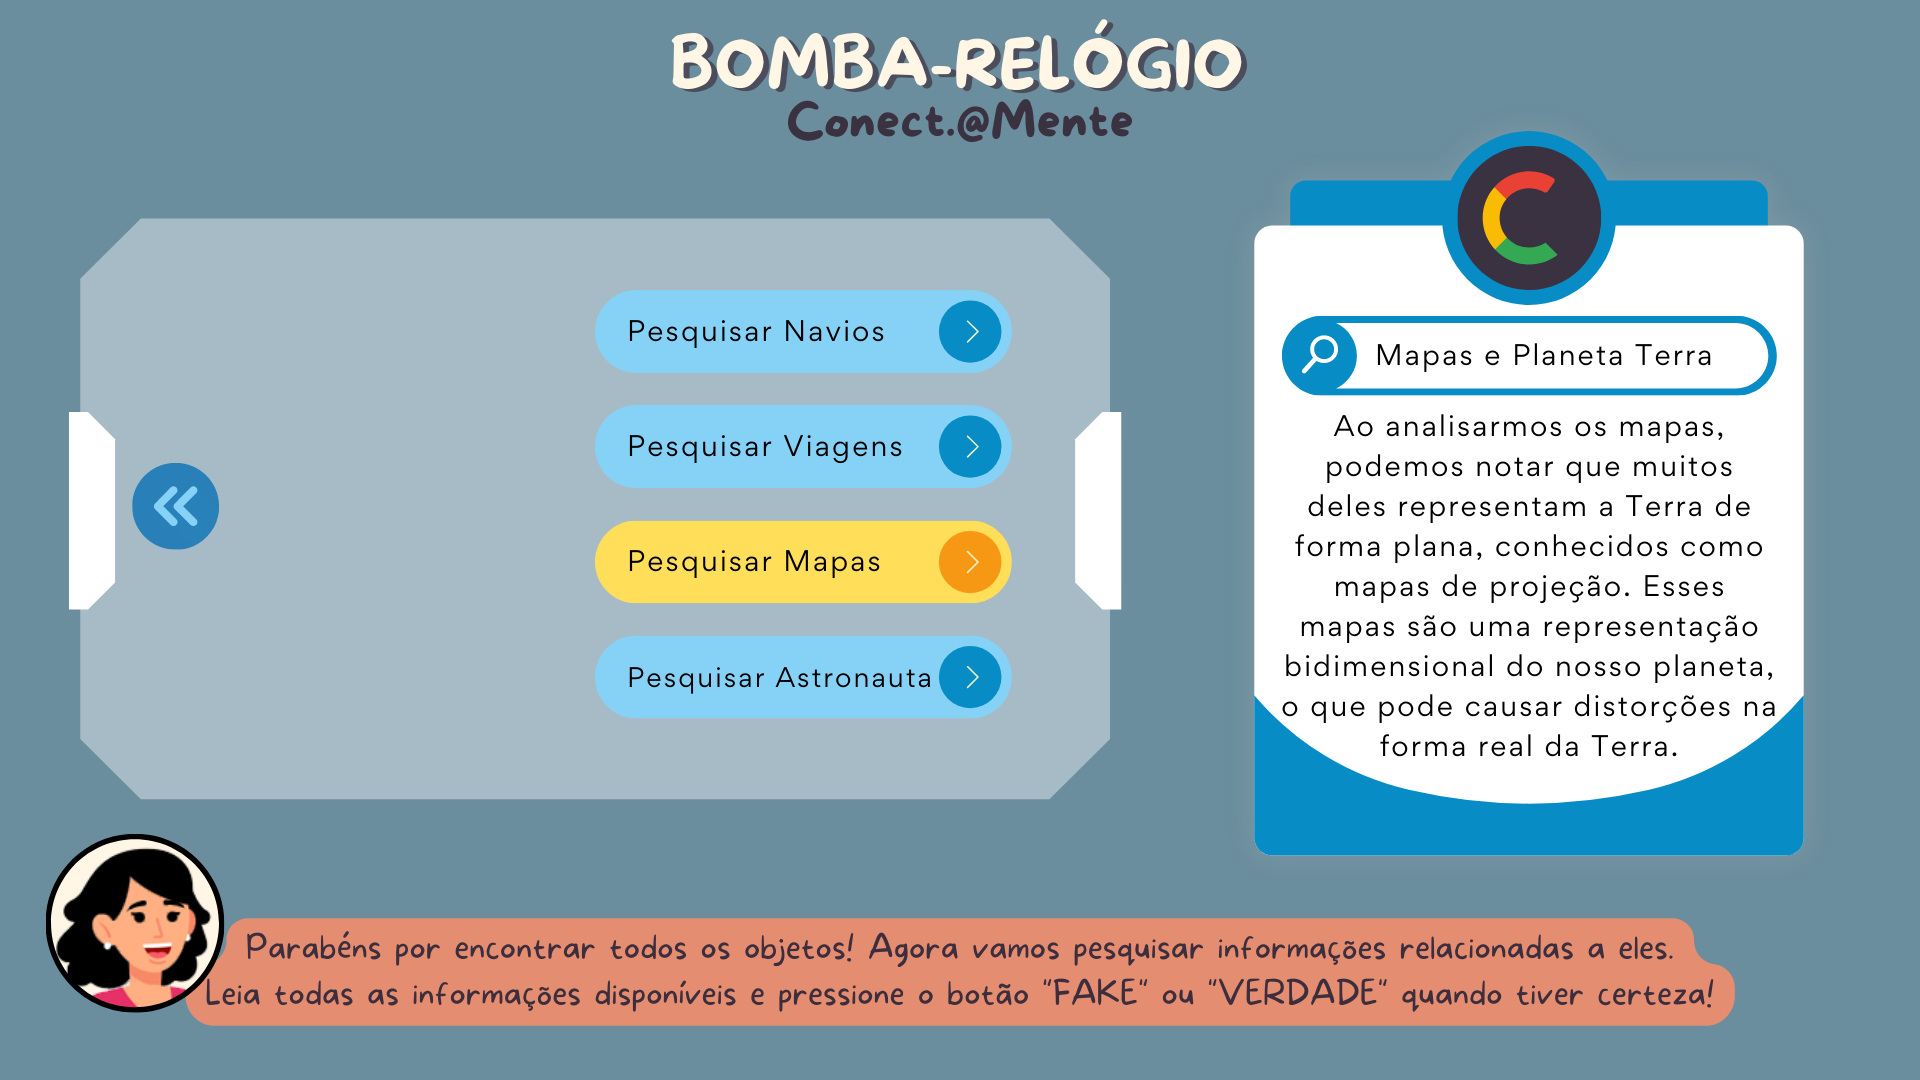 BOMBA-RELÓGIO
Conect.@Mente
Pesquisar Navios
Pesquisar Viagens
Pesquisar Mapas
Pesquisar Astronauta
C
Mapas e Planeta Terra
Ao analisarmos os mapas,
podemos notar que muitos
deles representam a Terra de
forma plana, conhecidos como
mapas de projeção. Esses
mapas são uma representação
bidimensional do nosso planeta,
o que pode causar distorções na
forma real da Terra.
Parabéns por encontrar todos os objetos! Agora vamos pesquisar informações relacionadas a eles.
Leia todas as informações disponíveis e pressione o botão "FAKE" ou "VERDADE" quando tiver certeza!